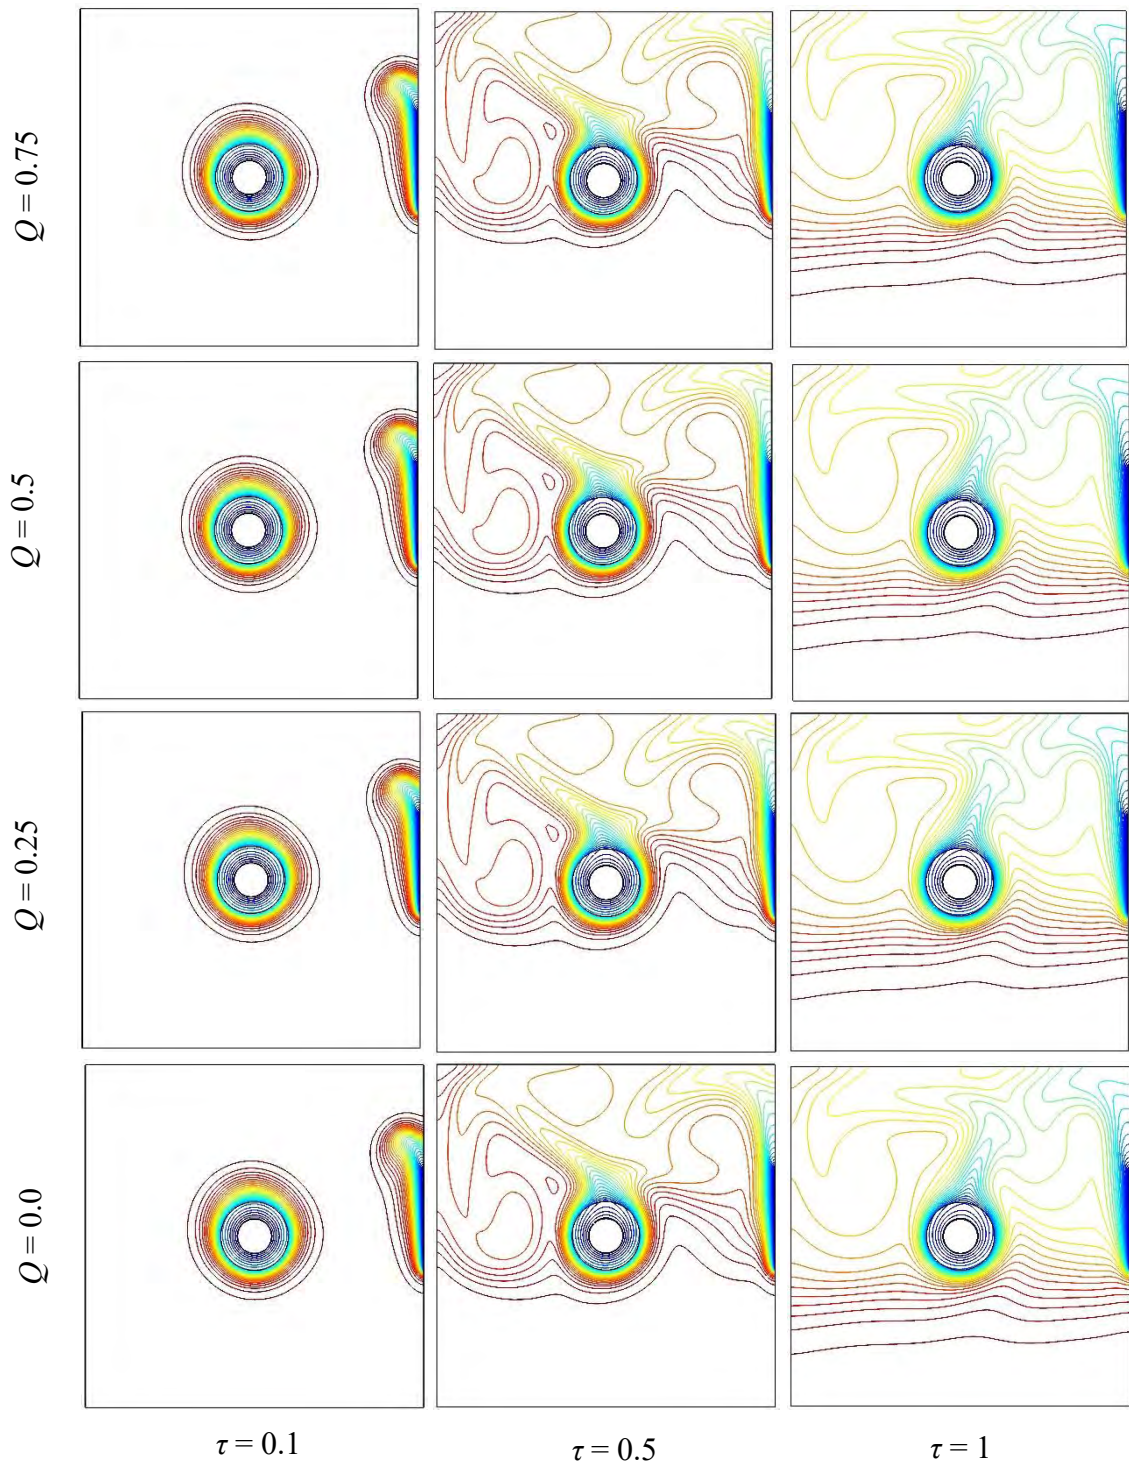 Q = 0.75
Q = 0.5
Q = 0.25
Q = 0.0
τ = 0.1
τ = 0.5
τ = 1